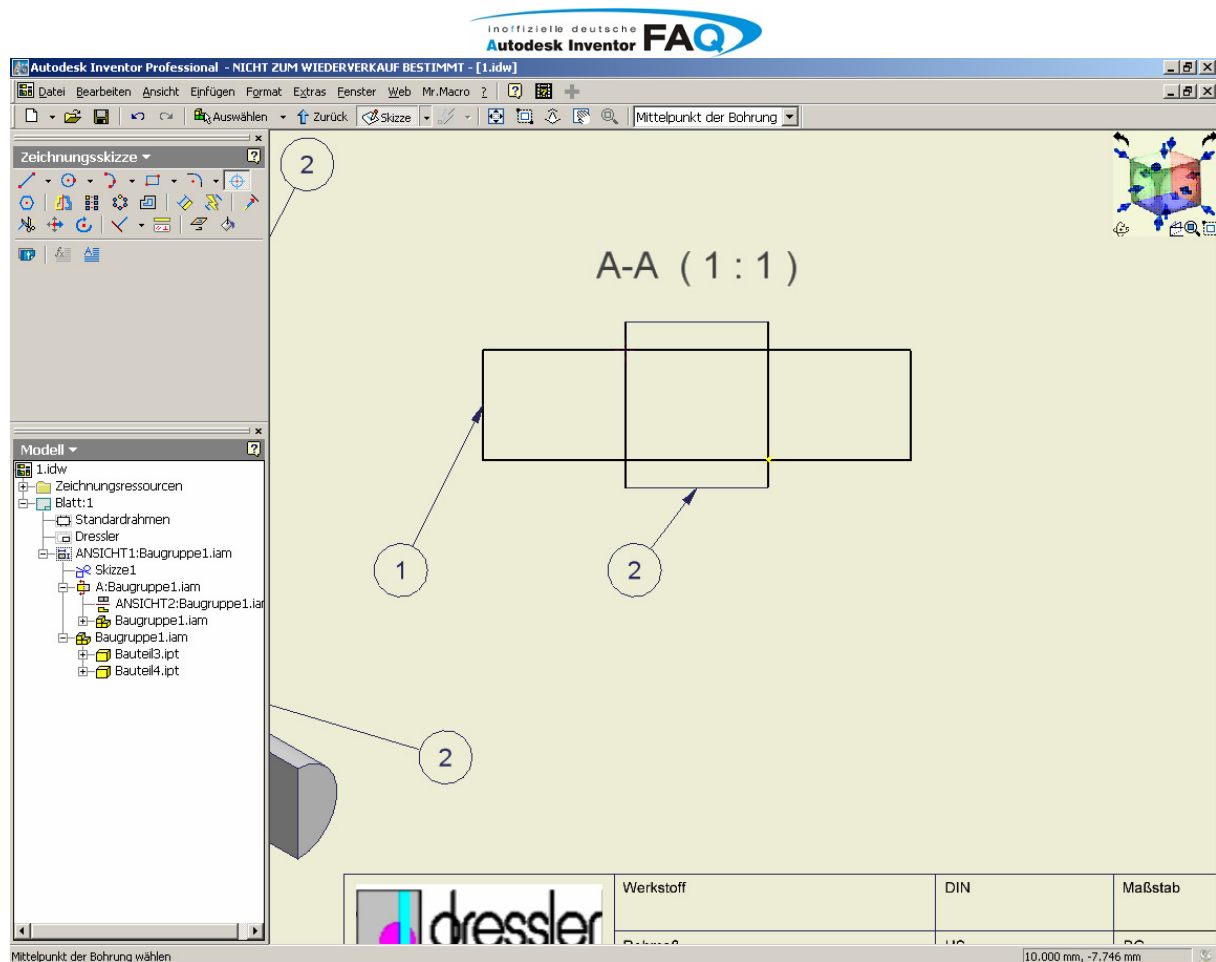 inoffizielle deutsche
Autodesk Inventor FAQ
Autodesk Inventor Professional - NICHT ZUM WIEDERVERKAUF BESTIMMT - [1.idw]
Datei Bearbeiten Ansicht Einfügen Format Extras Fenster Web Mr.Macro ?
Auswählen Zurück Skizze Mittelpunkt der Bohrung
Zeichnungsskizze
2
A-A ( 1 : 1 )
1
2
2
Modell
1.idw
Zeichnungsressourcen
Blatt:1
Standardrahmen
Dressler
ANSICHT1:Baugruppe1.iam
Skizze1
A:Baugruppe1.iam
ANSICHT2:Baugruppe1.iar
Baugruppe1.iam
Baugruppe1.iam
Bauteil3.ipt
Bauteil4.ipt
dressler
Werkstoff
DIN
Maßstab
Mittelpunkt der Bohrung wählen
10.000 mm, -7.746 mm